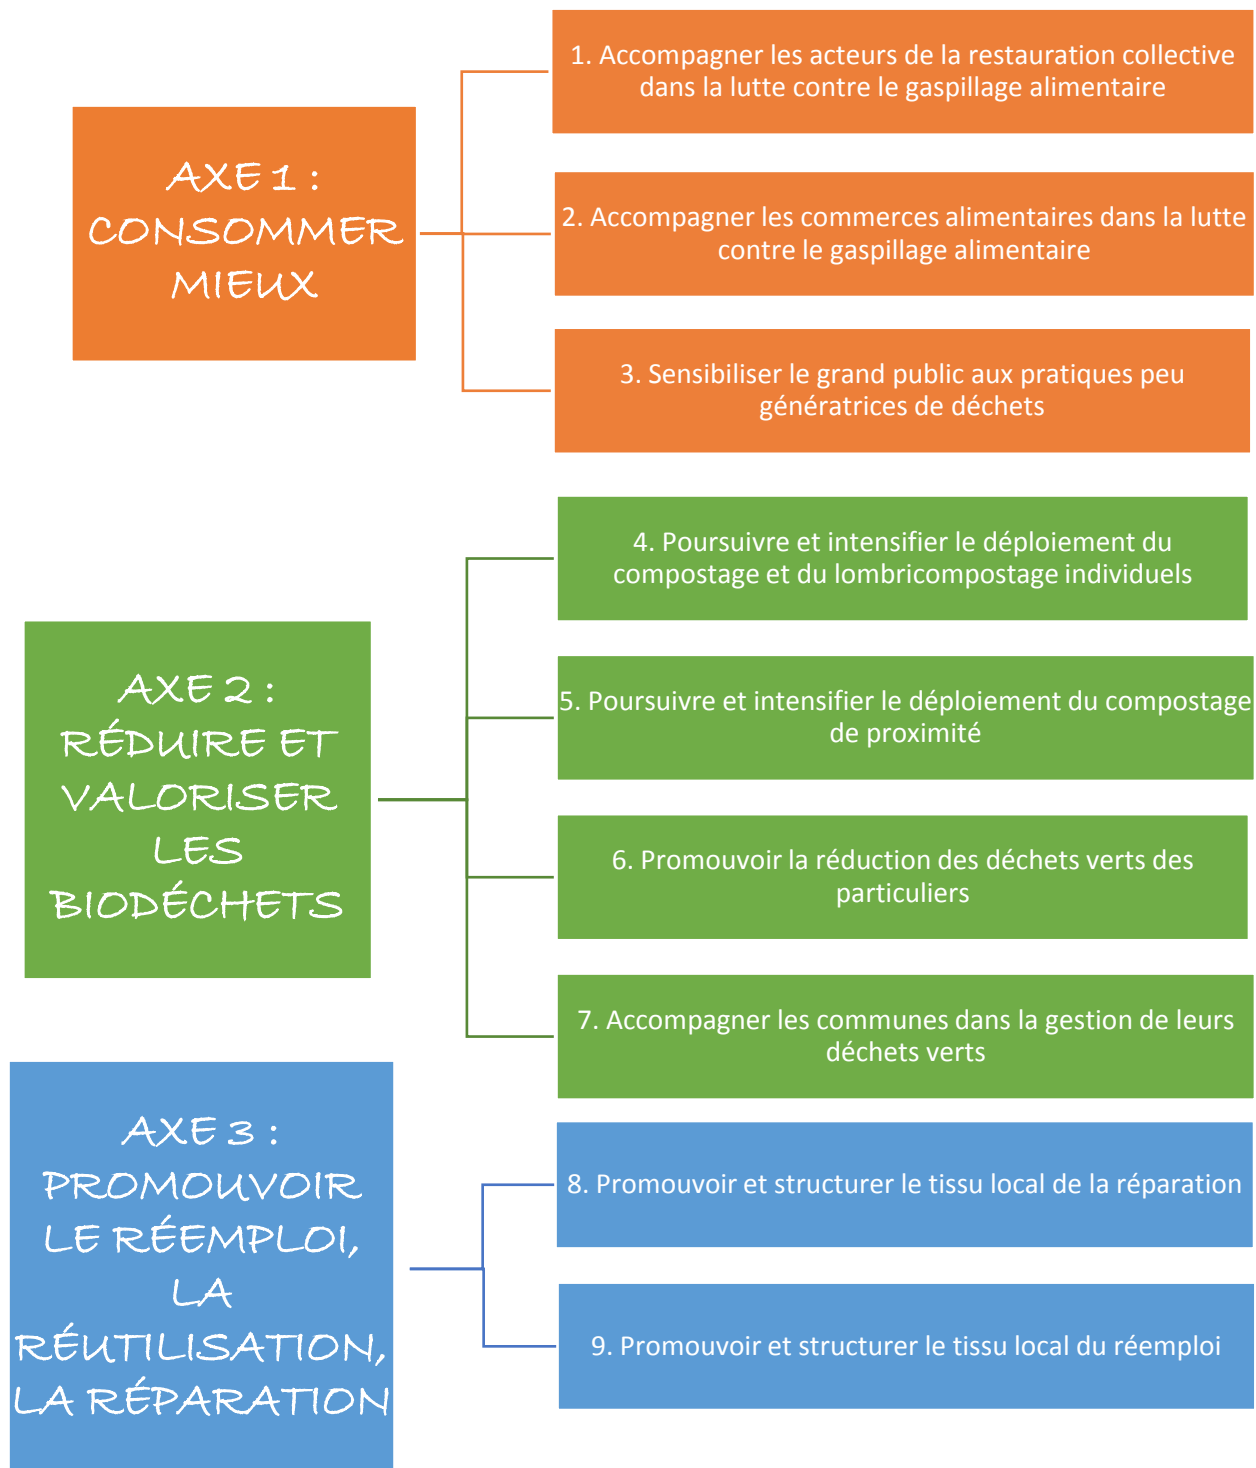 AXE 1 :
CONSOMMER
MIEUX
1. Accompagner les acteurs de la restauration collective
dans la lutte contre le gaspillage alimentaire
2. Accompagner les commerces alimentaires dans la lutte
contre le gaspillage alimentaire
3. Sensibiliser le grand public aux pratiques peu
génératrices de déchets
AXE 2 :
RÉDUIRE ET
VALORISER
LES
BIODÉCHETS
4. Poursuivre et intensifier le déploiement du
compostage et du lombricompostage individuels
5. Poursuivre et intensifier le déploiement du compostage
de proximité
6. Promouvoir la réduction des déchets verts des
particuliers
7. Accompagner les communes dans la gestion de leurs
déchets verts
AXE 3 :
PROMOUVOIR
LE RÉEMPLOI,
LA
RÉUTILISATION,
LA RÉPARATION
8. Promouvoir et structurer le tissu local de la réparation
9. Promouvoir et structurer le tissu local du réemploi